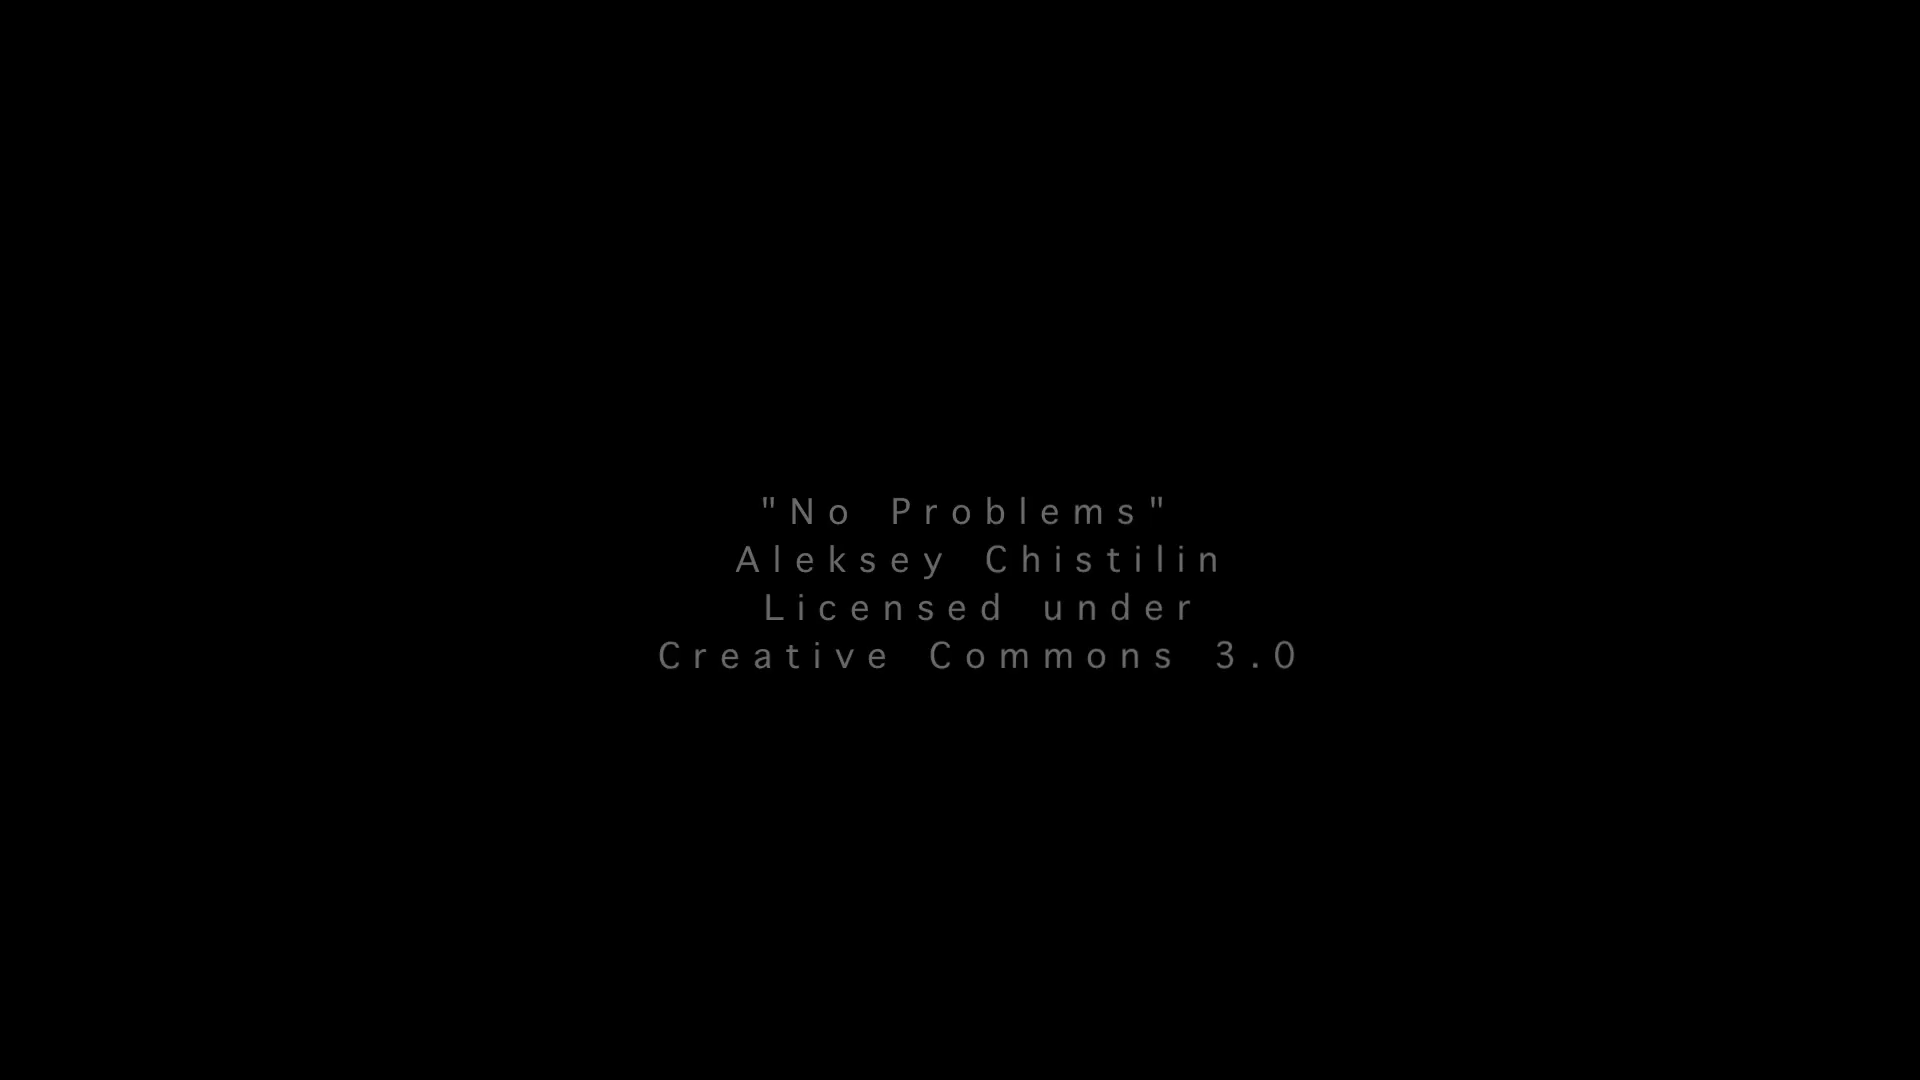 "No Problems"
Aleksey Chistilin
Licensed under
Creative Commons 3.0